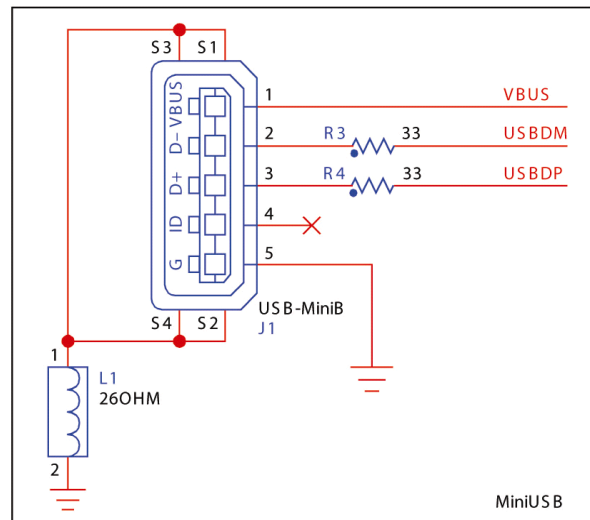 S3 S1
1 VBUS
2 R3 33 USBDM
3 R4 33 USBDP
4
5
VBUS
D-
D+
ID
G
USB-MiniB
J1
S4 S2
1
L1
26OHM
2
MiniUSB